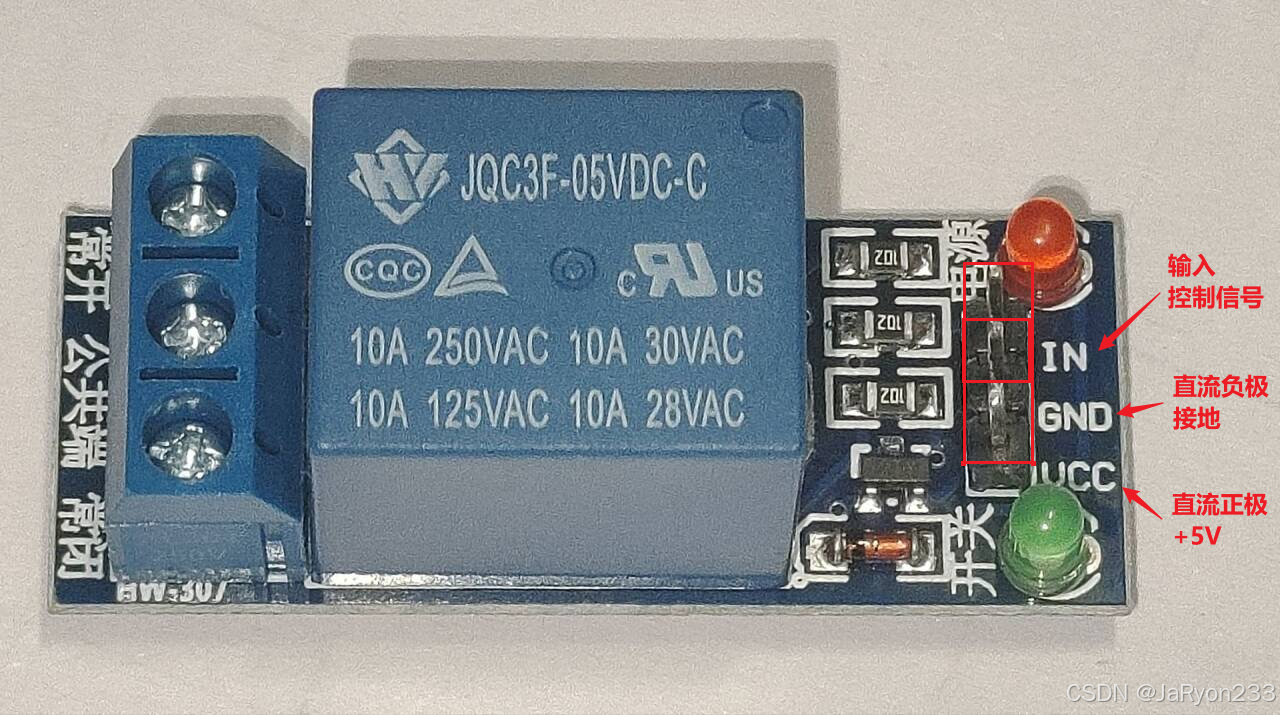 常开
公共端
常闭
HW-307
HY
JQC3F-05VDC-C
CQC
C
US
10A 250VAC 10A 30VAC
10A 125VAC 10A 28VAC
102
102
102
电源
开关
IN
GND
VCC
输入
控制信号
直流负极
接地
直流正极
+5V
CSDN @JaRyon233